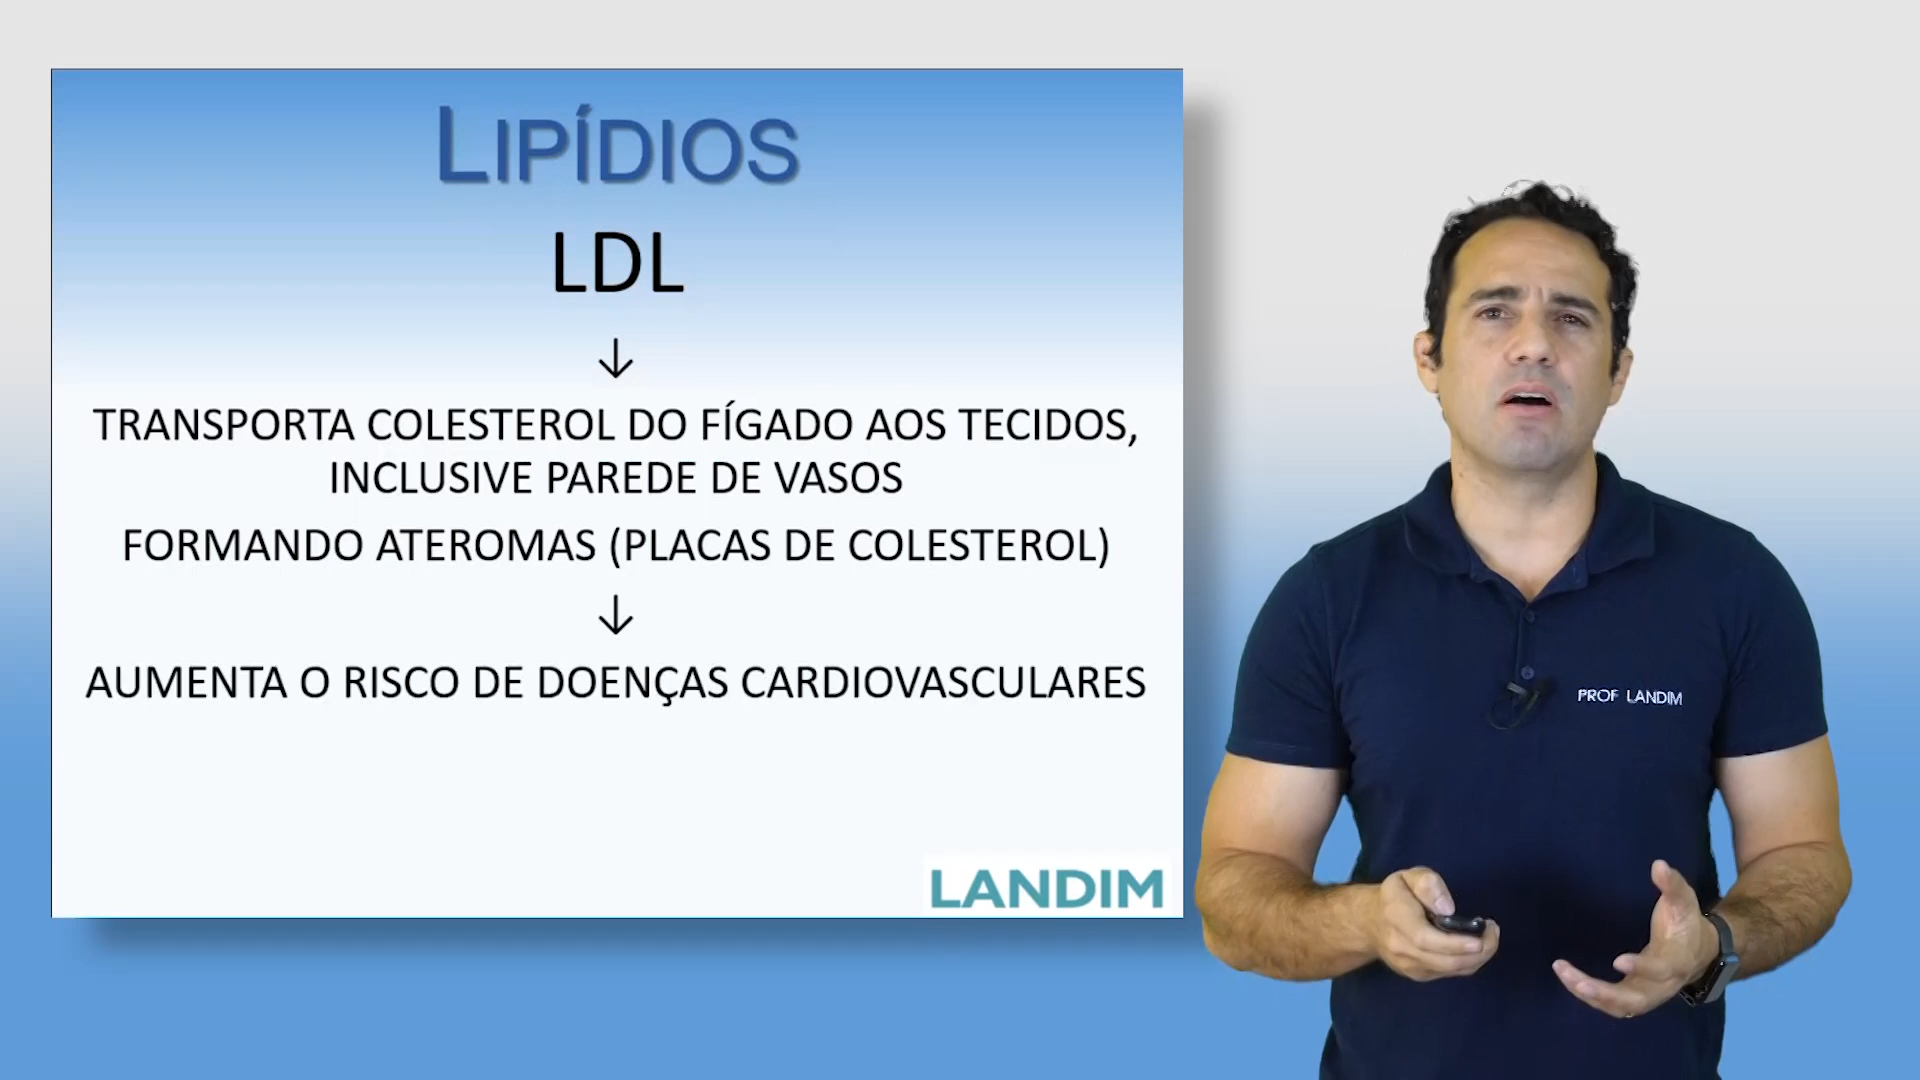 LIPÍDIOS
LDL
↓
TRANSPORTA COLESTEROL DO FÍGADO AOS TECIDOS,
INCLUSIVE PAREDE DE VASOS
FORMANDO ATEROMAS (PLACAS DE COLESTEROL)
↓
AUMENTA O RISCO DE DOENÇAS CARDIOVASCULARES
LANDIM
PROF LANDIM